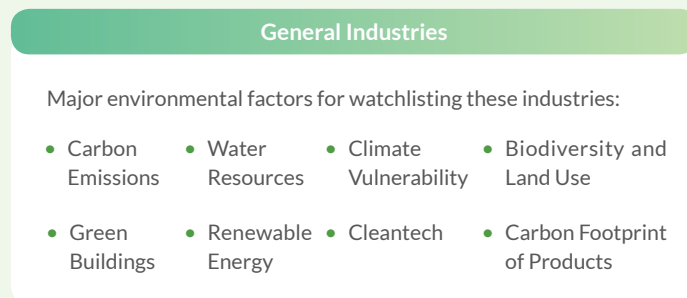 General Industries
Major environmental factors for watchlisting these industries:
• Carbon Emissions
• Water Resources
• Climate Vulnerability
• Biodiversity and Land Use
• Green Buildings
• Renewable Energy
• Cleantech
• Carbon Footprint of Products